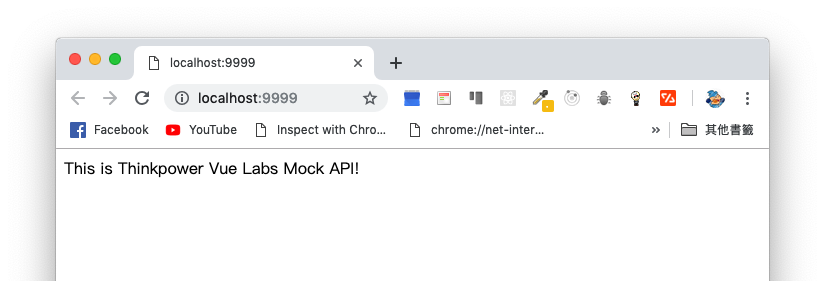 localhost:9999
localhost:9999
Facebook YouTube Inspect with Chro... chrome://net-inter... » 其他書籤
This is Thinkpower Vue Labs Mock API!